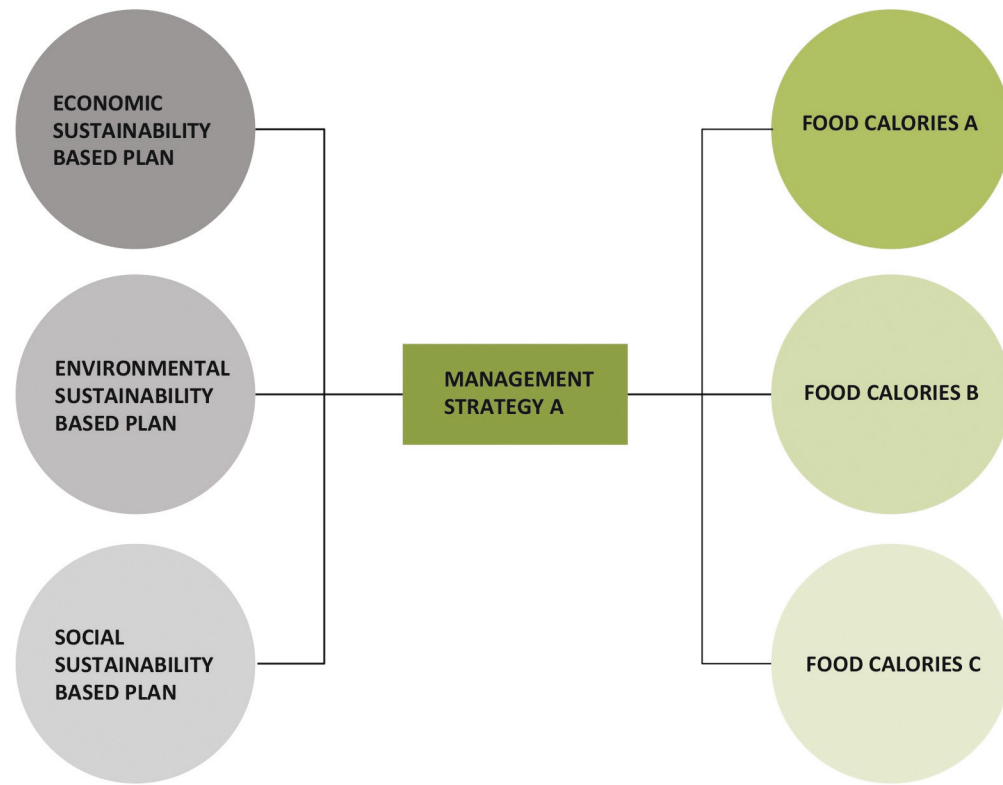 ECONOMIC
SUSTAINABILITY
BASED PLAN
ENVIRONMENTAL
SUSTAINABILITY
BASED PLAN
SOCIAL
SUSTAINABILITY
BASED PLAN
MANAGEMENT
STRATEGY A
FOOD CALORIES A
FOOD CALORIES B
FOOD CALORIES C